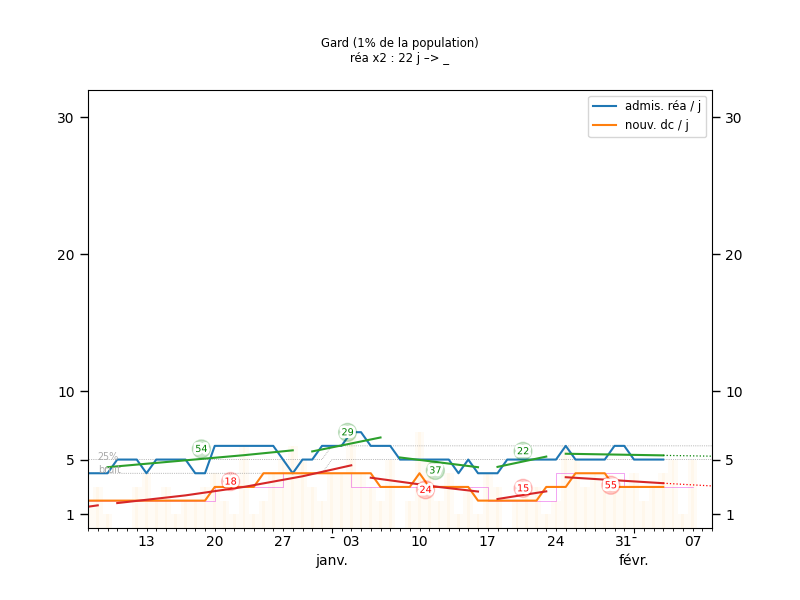 Gard (1% de la population)
réa x2 : 22 j –> _
admis. réa / j
nouv. dc / j
30 30
20 20
10 10
5 5
1 1
25%
54
29
37
22
18
24
15
55
13 20 27 - 03 10 17 24 31- 07
janv. févr.